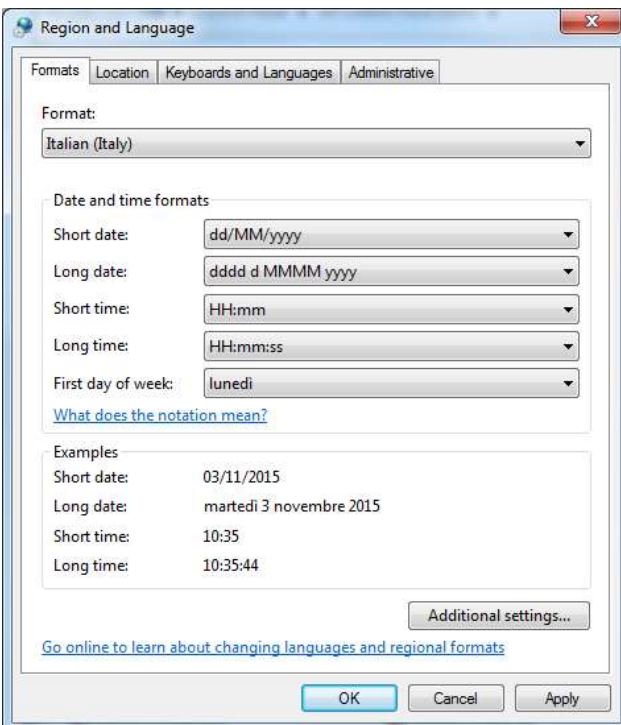 Region and Language
Formats Location Keyboards and Languages Administrative
Format:
Italian (Italy)
Date and time formats
Short date: dd/MM/yyyy
Long date: dddd d MMMM yyyy
Short time: HH:mm
Long time: HH:mm:ss
First day of week: lunedì
What does the notation mean?
Examples
Short date: 03/11/2015
Long date: martedì 3 novembre 2015
Short time: 10:35
Long time: 10:35:44
Additional settings...
Go online to learn about changing languages and regional formats
OK Cancel Apply